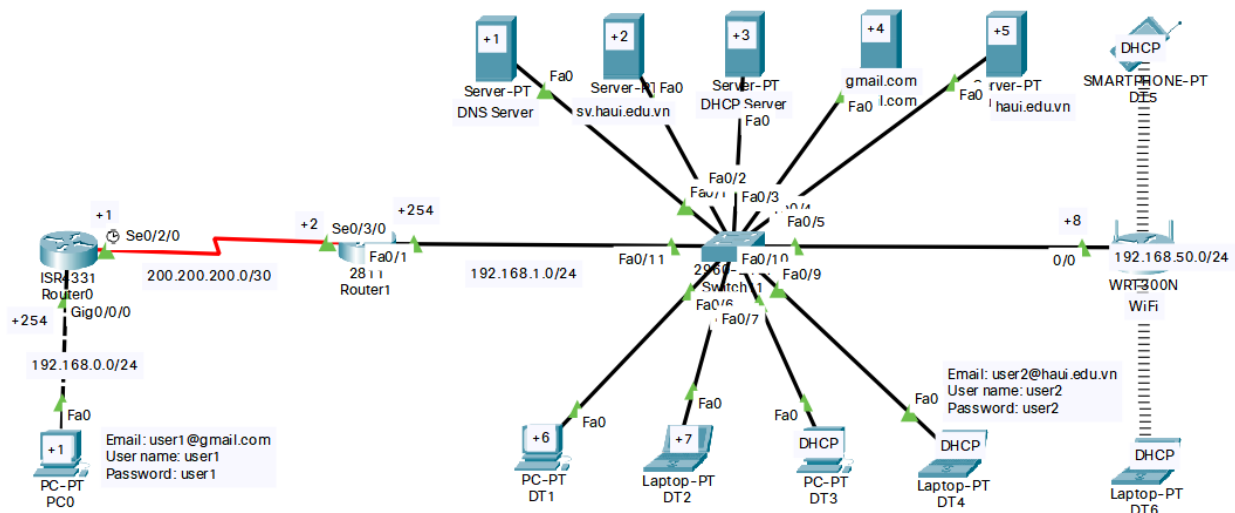 +1
Server-PT
DNS Server
Fa0
+2
Fa0
sv.haui.edu.vn
+3
Server-PT
DHCP Server
Fa0
+4
gmail.com
Fa0
+5
Fa0
haui.edu.vn
DHCP
SMARTPHONE-PT
DT5
+1
Se0/2/0
ISR4331
Router0
Gig0/0/0
+254
200.200.200.0/30
+2
Se0/3/0
+254
Fa0/1
2811
Router1
192.168.1.0/24
Fa0/11
Fa0/2
Fa0/3
Fa0/5
Fa0/10
Fa0/9
Fa0/6
Fa0/7
+8
0/0
192.168.50.0/24
WRT300N
WiFi
192.168.0.0/24
Fa0
+1
PC-PT
PC0
Email: user1@gmail.com
User name: user1
Password: user1
Fa0
+6
PC-PT
DT1
Fa0
+7
Laptop-PT
DT2
Fa0
DHCP
PC-PT
DT3
Fa0
DHCP
Laptop-PT
DT4
Email: user2@haui.edu.vn
User name: user2
Password: user2
DHCP
Laptop-PT
DT6